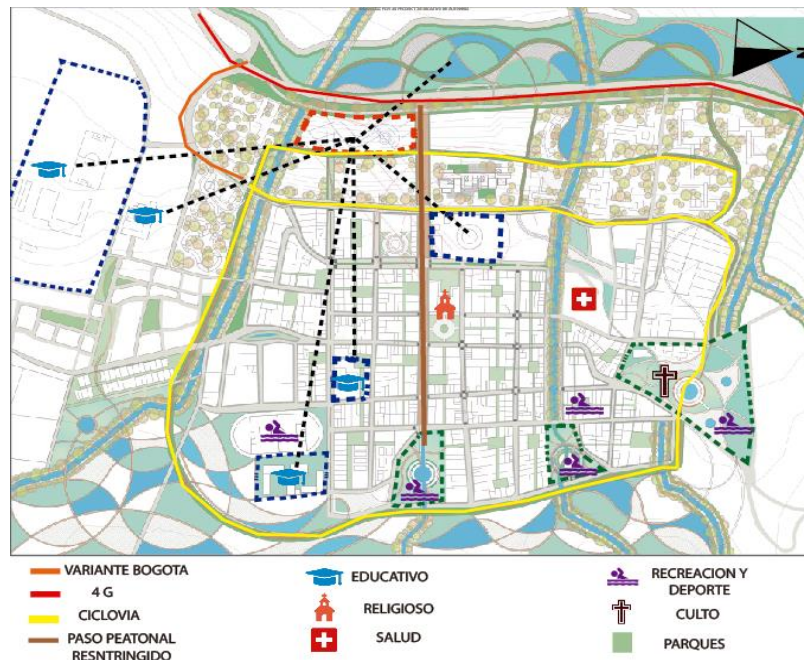 N
VARIANTE BOGOTA
4 G
CICLOVIA
PASO PEATONAL
RESNTRINGIDO
EDUCATIVO
RELIGIOSO
SALUD
RECREACION Y
DEPORTE
CULTO
PARQUES